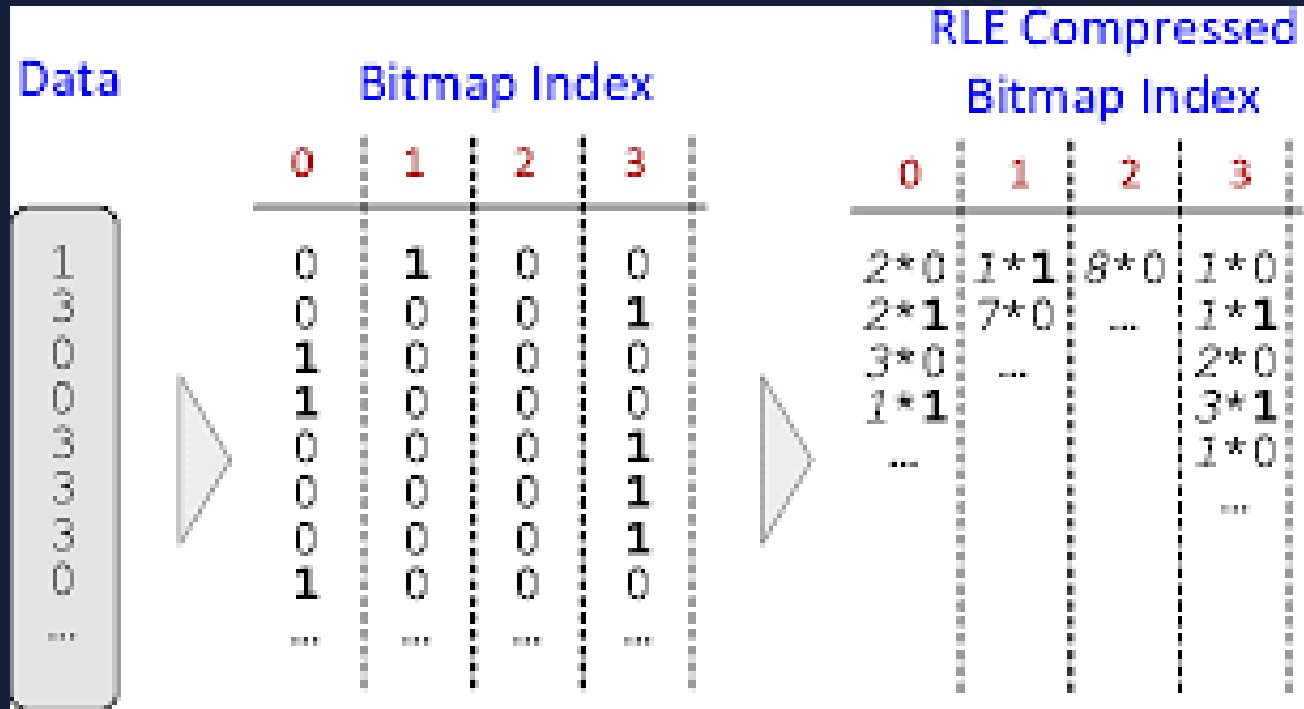 Data
Bitmap Index
RLE Compressed
Bitmap Index
0 1 2 3
0 1 2 3
1
3
0
0
3
3
3
0
...
0 1 0 0
0 0 0 1
1 0 0 0
1 0 0 0
0 0 0 1
0 0 0 1
0 0 0 1
1 0 0 0
... ... ... ...
2*0 1*1 8*0 1*0
2*1 7*0 ... 1*1
3*0 ... 2*0
1*1 3*1
... 1*0
...